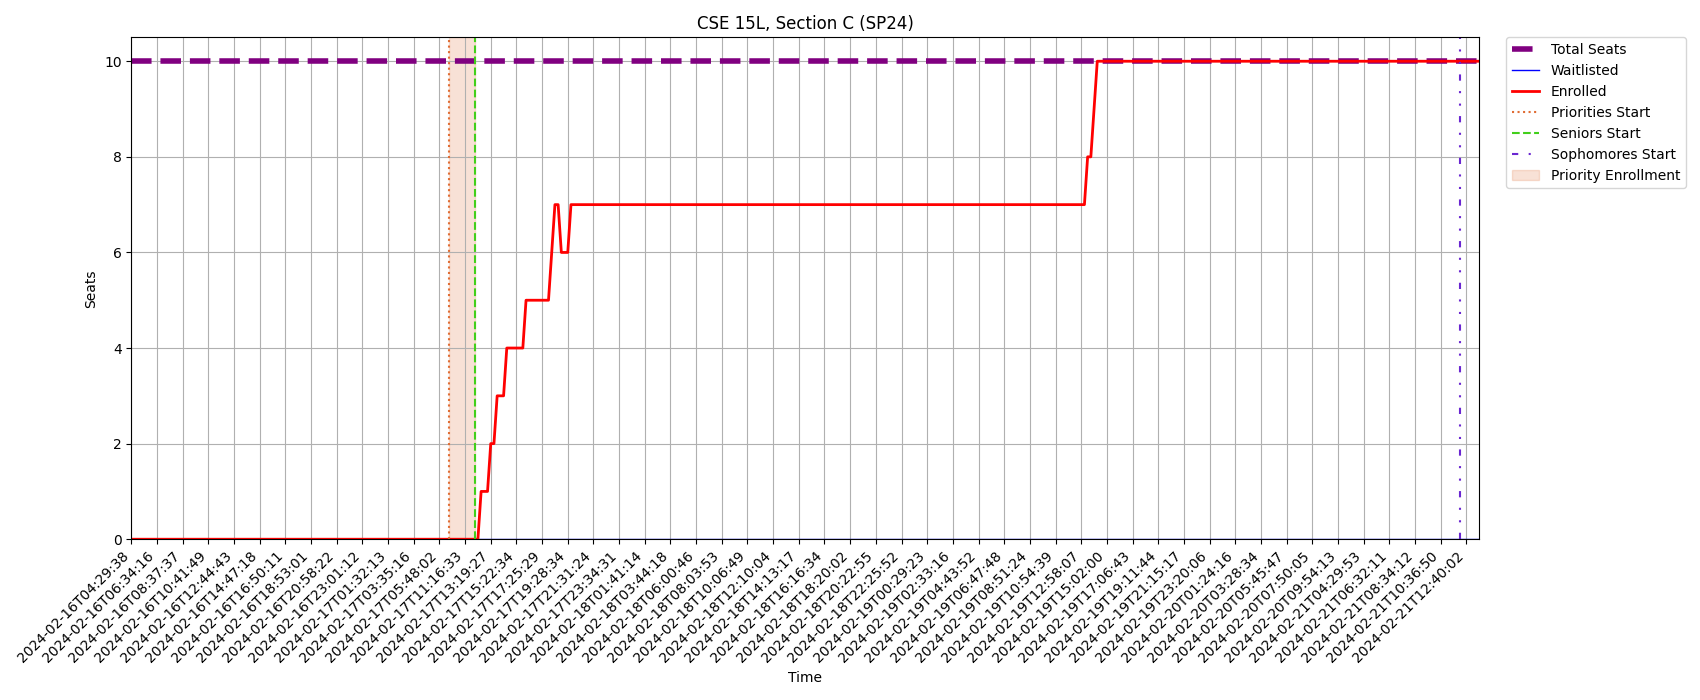 CSE 15L, Section C (SP24)
Total Seats
Waitlisted
Enrolled
Priorities Start
Seniors Start
Sophomores Start
Priority Enrollment
10
8
6
4
2
0
Seats
2024-02-16T04:29:38
2024-02-16T06:34:16
2024-02-16T08:37:37
2024-02-16T10:41:49
2024-02-16T12:44:43
2024-02-16T14:47:18
2024-02-16T16:50:11
2024-02-16T18:53:01
2024-02-16T20:58:22
2024-02-16T23:01:12
2024-02-17T01:32:13
2024-02-17T03:35:16
2024-02-17T05:48:02
2024-02-17T11:16:33
2024-02-17T13:19:27
2024-02-17T15:22:34
2024-02-17T17:25:29
2024-02-17T19:28:34
2024-02-17T21:31:24
2024-02-17T23:34:31
2024-02-18T01:41:14
2024-02-18T03:44:18
2024-02-18T06:00:46
2024-02-18T08:03:53
2024-02-18T10:06:49
2024-02-18T12:10:04
2024-02-18T14:13:17
2024-02-18T16:16:34
2024-02-18T18:20:02
2024-02-18T20:22:55
2024-02-18T22:25:52
2024-02-19T00:29:23
2024-02-19T02:33:16
2024-02-19T04:43:52
2024-02-19T06:47:48
2024-02-19T08:51:24
2024-02-19T10:54:39
2024-02-19T12:58:07
2024-02-19T15:02:00
2024-02-19T17:06:43
2024-02-19T19:11:44
2024-02-19T21:15:17
2024-02-19T23:20:06
2024-02-20T01:24:16
2024-02-20T03:28:34
2024-02-20T05:45:47
2024-02-20T07:50:05
2024-02-20T09:54:13
2024-02-21T04:29:53
2024-02-21T06:32:11
2024-02-21T08:34:12
2024-02-21T10:36:50
2024-02-21T12:40:02
Time